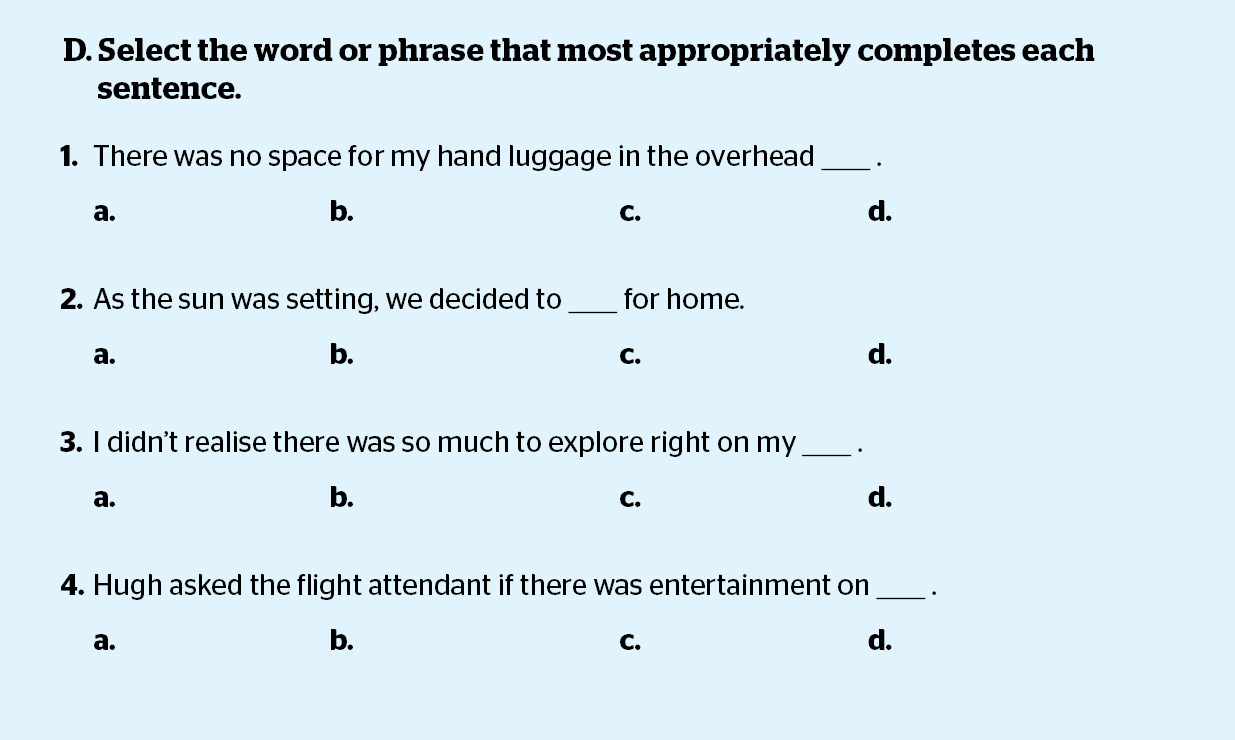 D. Select the word or phrase that most appropriately completes each
sentence.
1. There was no space for my hand luggage in the overhead ____ .
a. b. c. d.
2. As the sun was setting, we decided to ____ for home.
a. b. c. d.
3. I didn’t realise there was so much to explore right on my ____ .
a. b. c. d.
4. Hugh asked the flight attendant if there was entertainment on ____ .
a. b. c. d.